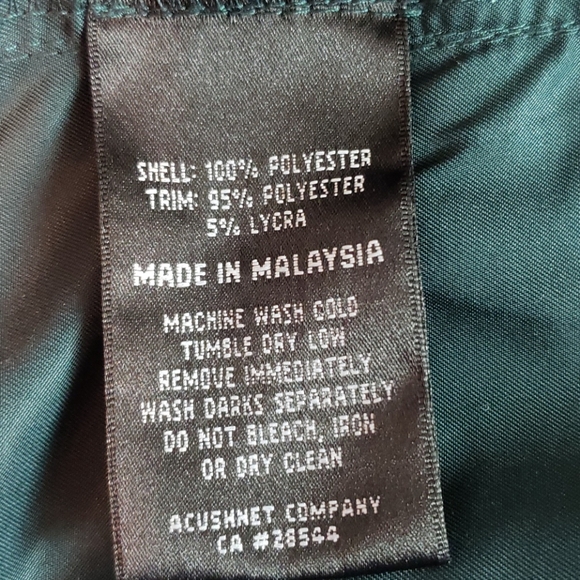 SHELL: 100% POLYESTER
TRIM: 95% POLYESTER
5% LYCRA
MADE IN MALAYSIA
MACHINE WASH COLD
TUMBLE DRY LOW
REMOVE IMMEDIATELY
WASH DARKS SEPARATELY
DO NOT BLEACH, IRON
OR DRY CLEAN
ACUSHNET COMPANY
CA #28544